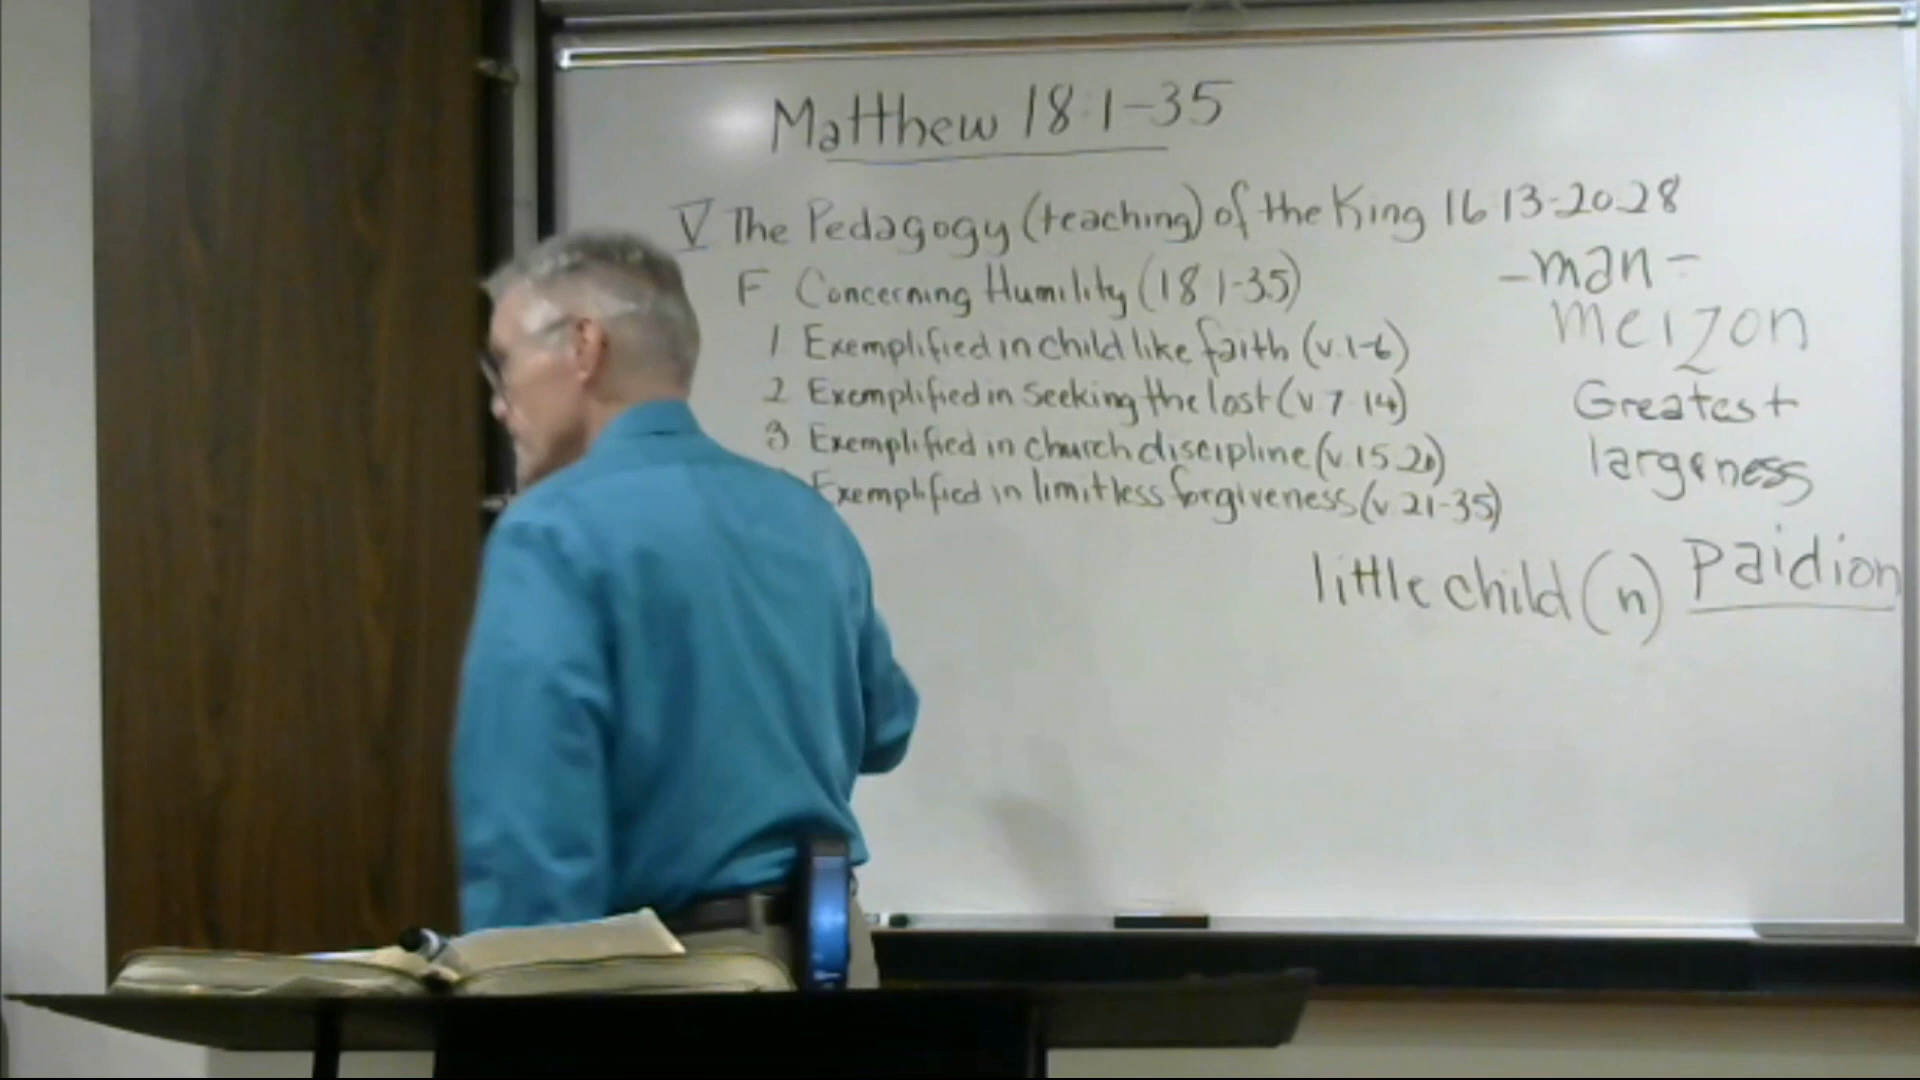 Matthew 18:1-35
V The Pedagogy (teaching) of the King 16 13-20.28
F Concerning Humility (18 1-35)
1 Exemplified in child like faith (v.1-6)
2 Exemplified in seeking the lost (v.7-14)
3 Exemplified in church discipline (v.15-20)
Exemplified in limitless forgiveness (v.21-35)
-man-
meizon
Greatest
largeness
little child (n) paidion